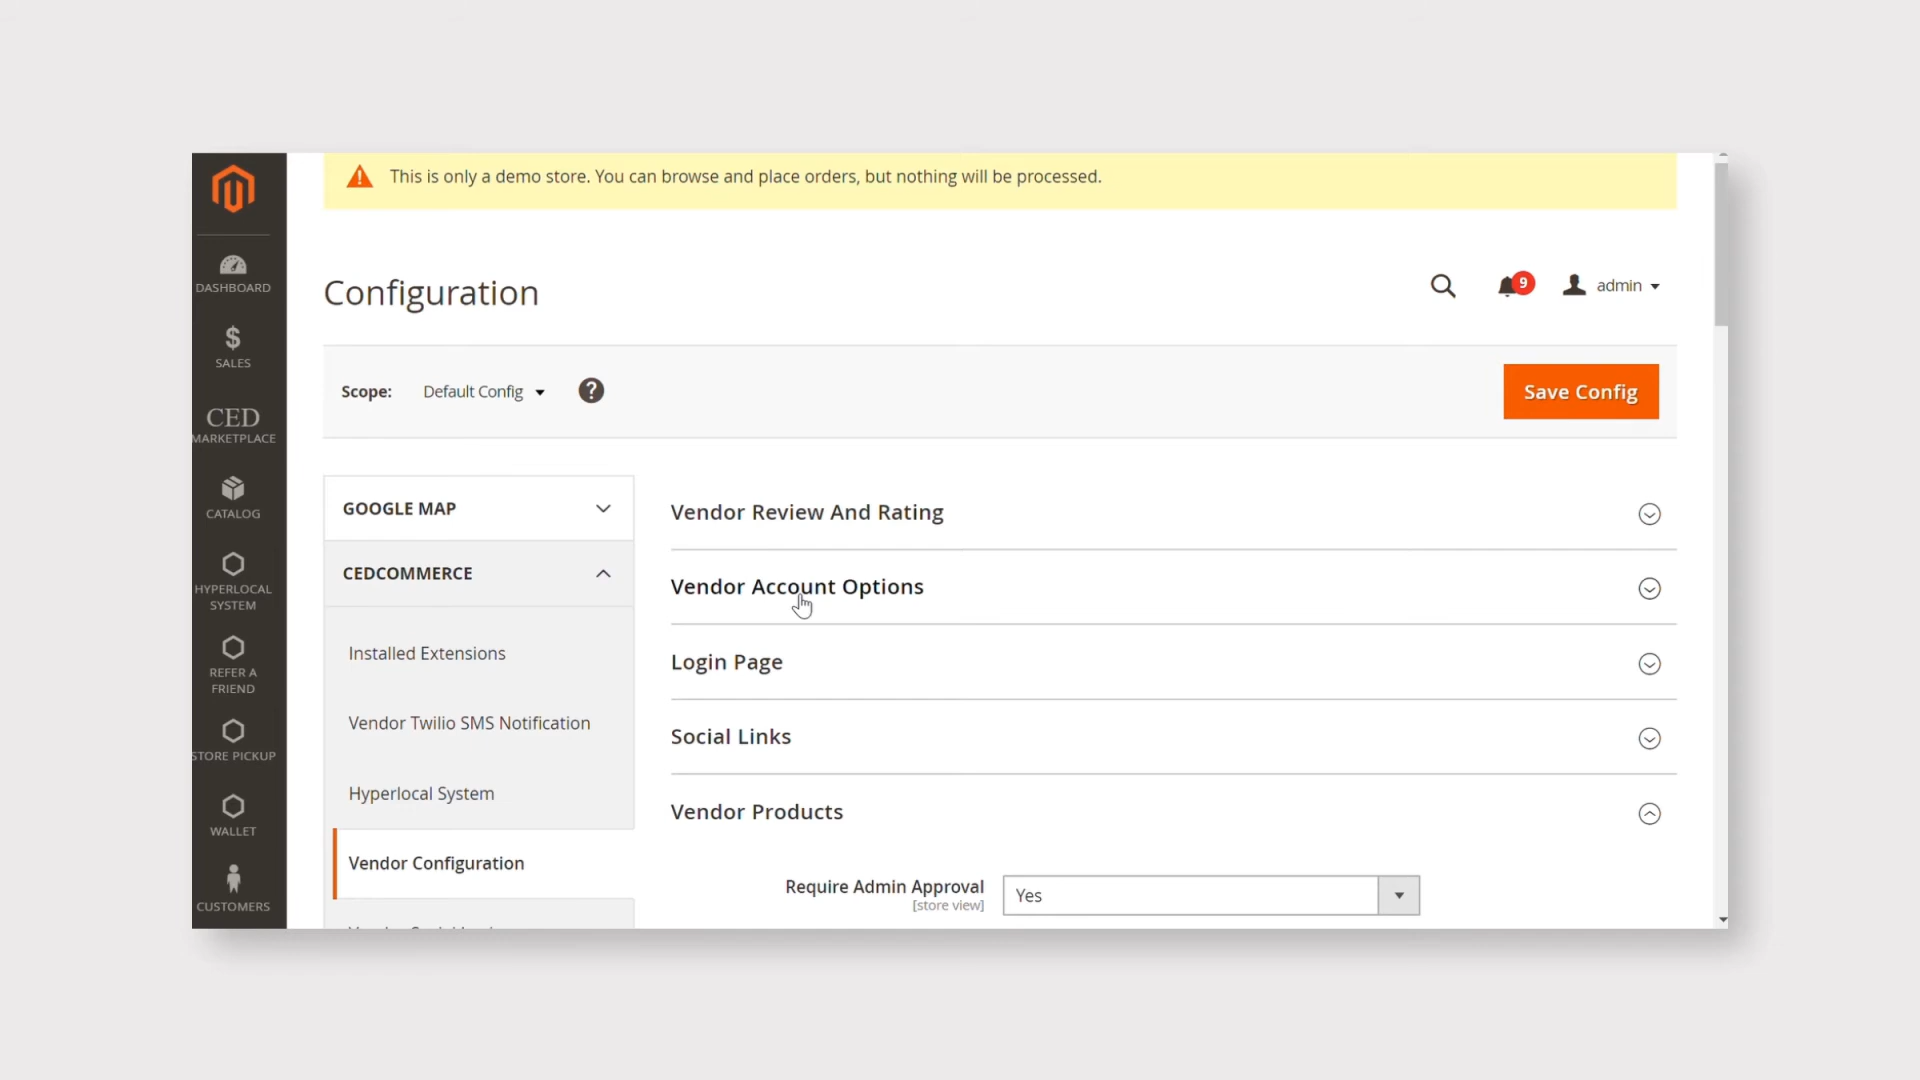 This is only a demo store. You can browse and place orders, but nothing will be processed.
DASHBOARD
SALES
CED
MARKETPLACE
CATALOG
HYPERLOCAL
SYSTEM
REFER A
FRIEND
STORE PICKUP
WALLET
CUSTOMERS
Configuration
9
admin
Scope:
Default Config
?
Save Config
GOOGLE MAP
CEDCOMMERCE
Installed Extensions
Vendor Twilio SMS Notification
Hyperlocal System
Vendor Configuration
Vendor Review And Rating
Vendor Account Options
Login Page
Social Links
Vendor Products
Require Admin Approval
[store view]
Yes